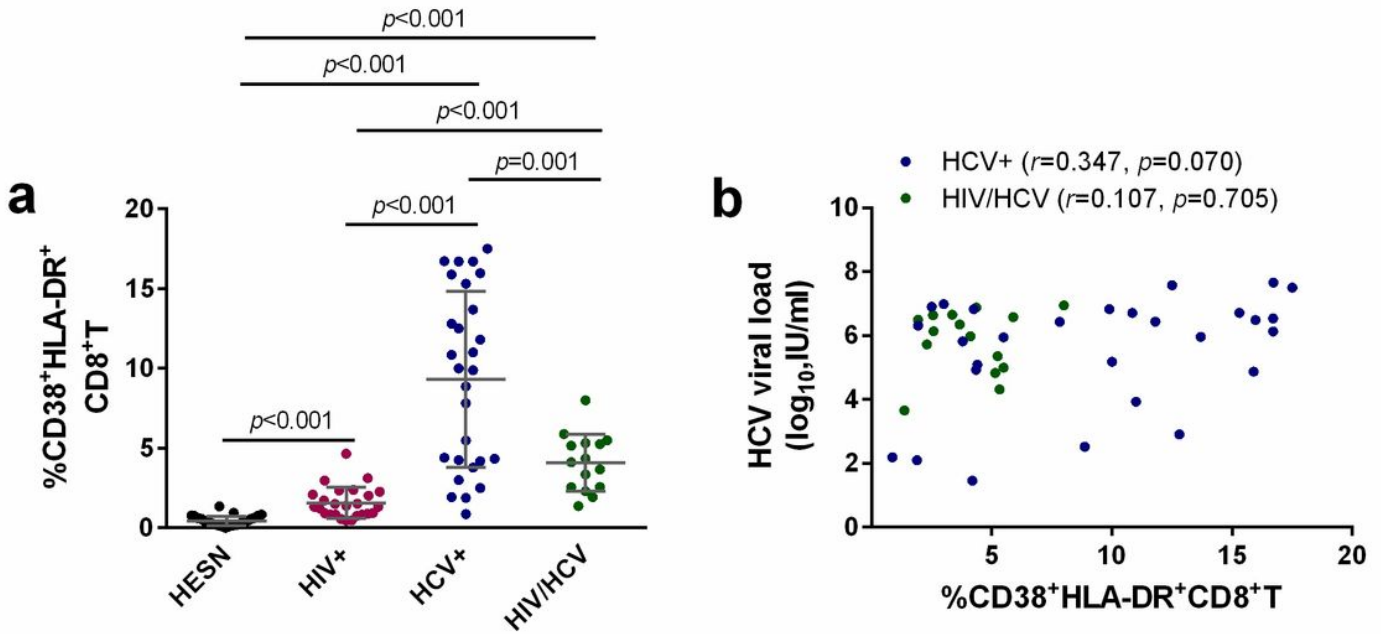 p<0.001
p<0.001
p<0.001
p=0.001
p<0.001
p<0.001
a
%CD38⁺HLA-DR⁺
CD8⁺T
20
15
10
5
0
HESN
HIV+
HCV+
HIV/HCV
b
HCV+ (r=0.347, p=0.070)
HIV/HCV (r=0.107, p=0.705)
HCV viral load
(log₁₀,IU/ml)
10
8
6
4
2
0
5
10
15
20
%CD38⁺HLA-DR⁺CD8⁺T